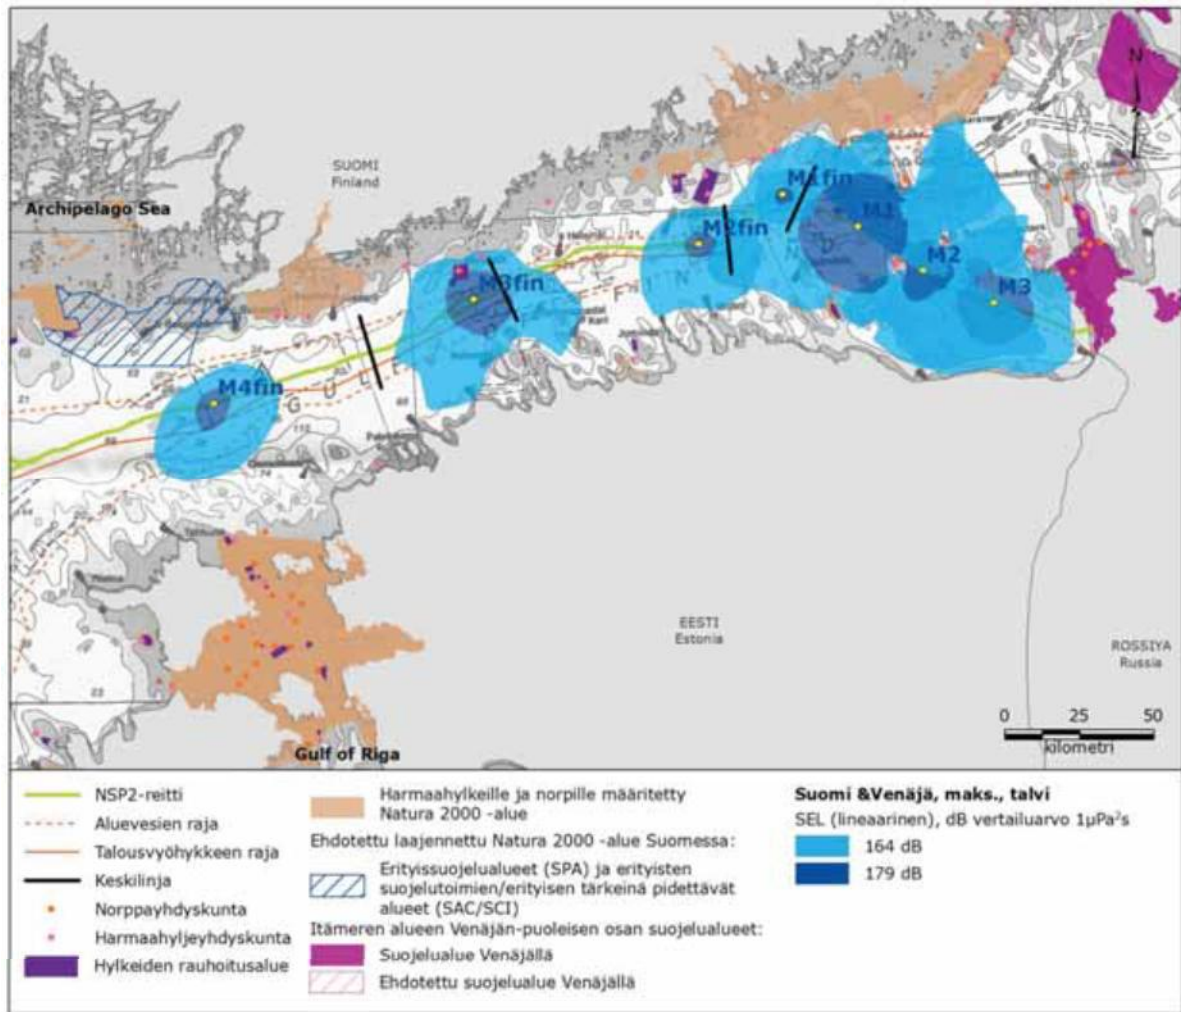 N
SUOMI
Finland
Archipelago Sea
M1fin
M1
M2fin
M2
M3
M3fin
M4fin
G U L F
F I N
EESTI
Estonia
ROSSIYA
Russia
0 25 50
kilometri
Gulf of Riga
NSP2-reitti
Aluevesien raja
Talousvyöhykkeen raja
Keskilinja
Norppayhdyskunta
Harmaahyljeyhdyskunta
Hylkeiden rauhoitusalue
Harmaahylkeille ja norpille määritetty
Natura 2000 -alue
Ehdotettu laajennettu Natura 2000 -alue Suomessa:
Erityissuojelualueet (SPA) ja erityisten
suojelutoimien/erityisen tärkeinä pidettävät
alueet (SAC/SCI)
Itämeren alueen Venäjän-puoleisen osan suojelualueet:
Suojelualue Venäjällä
Ehdotettu suojelualue Venäjällä
Suomi &Venäjä, maks., talvi
SEL (lineaarinen), dB vertailuarvo 1µPa²s
164 dB
179 dB